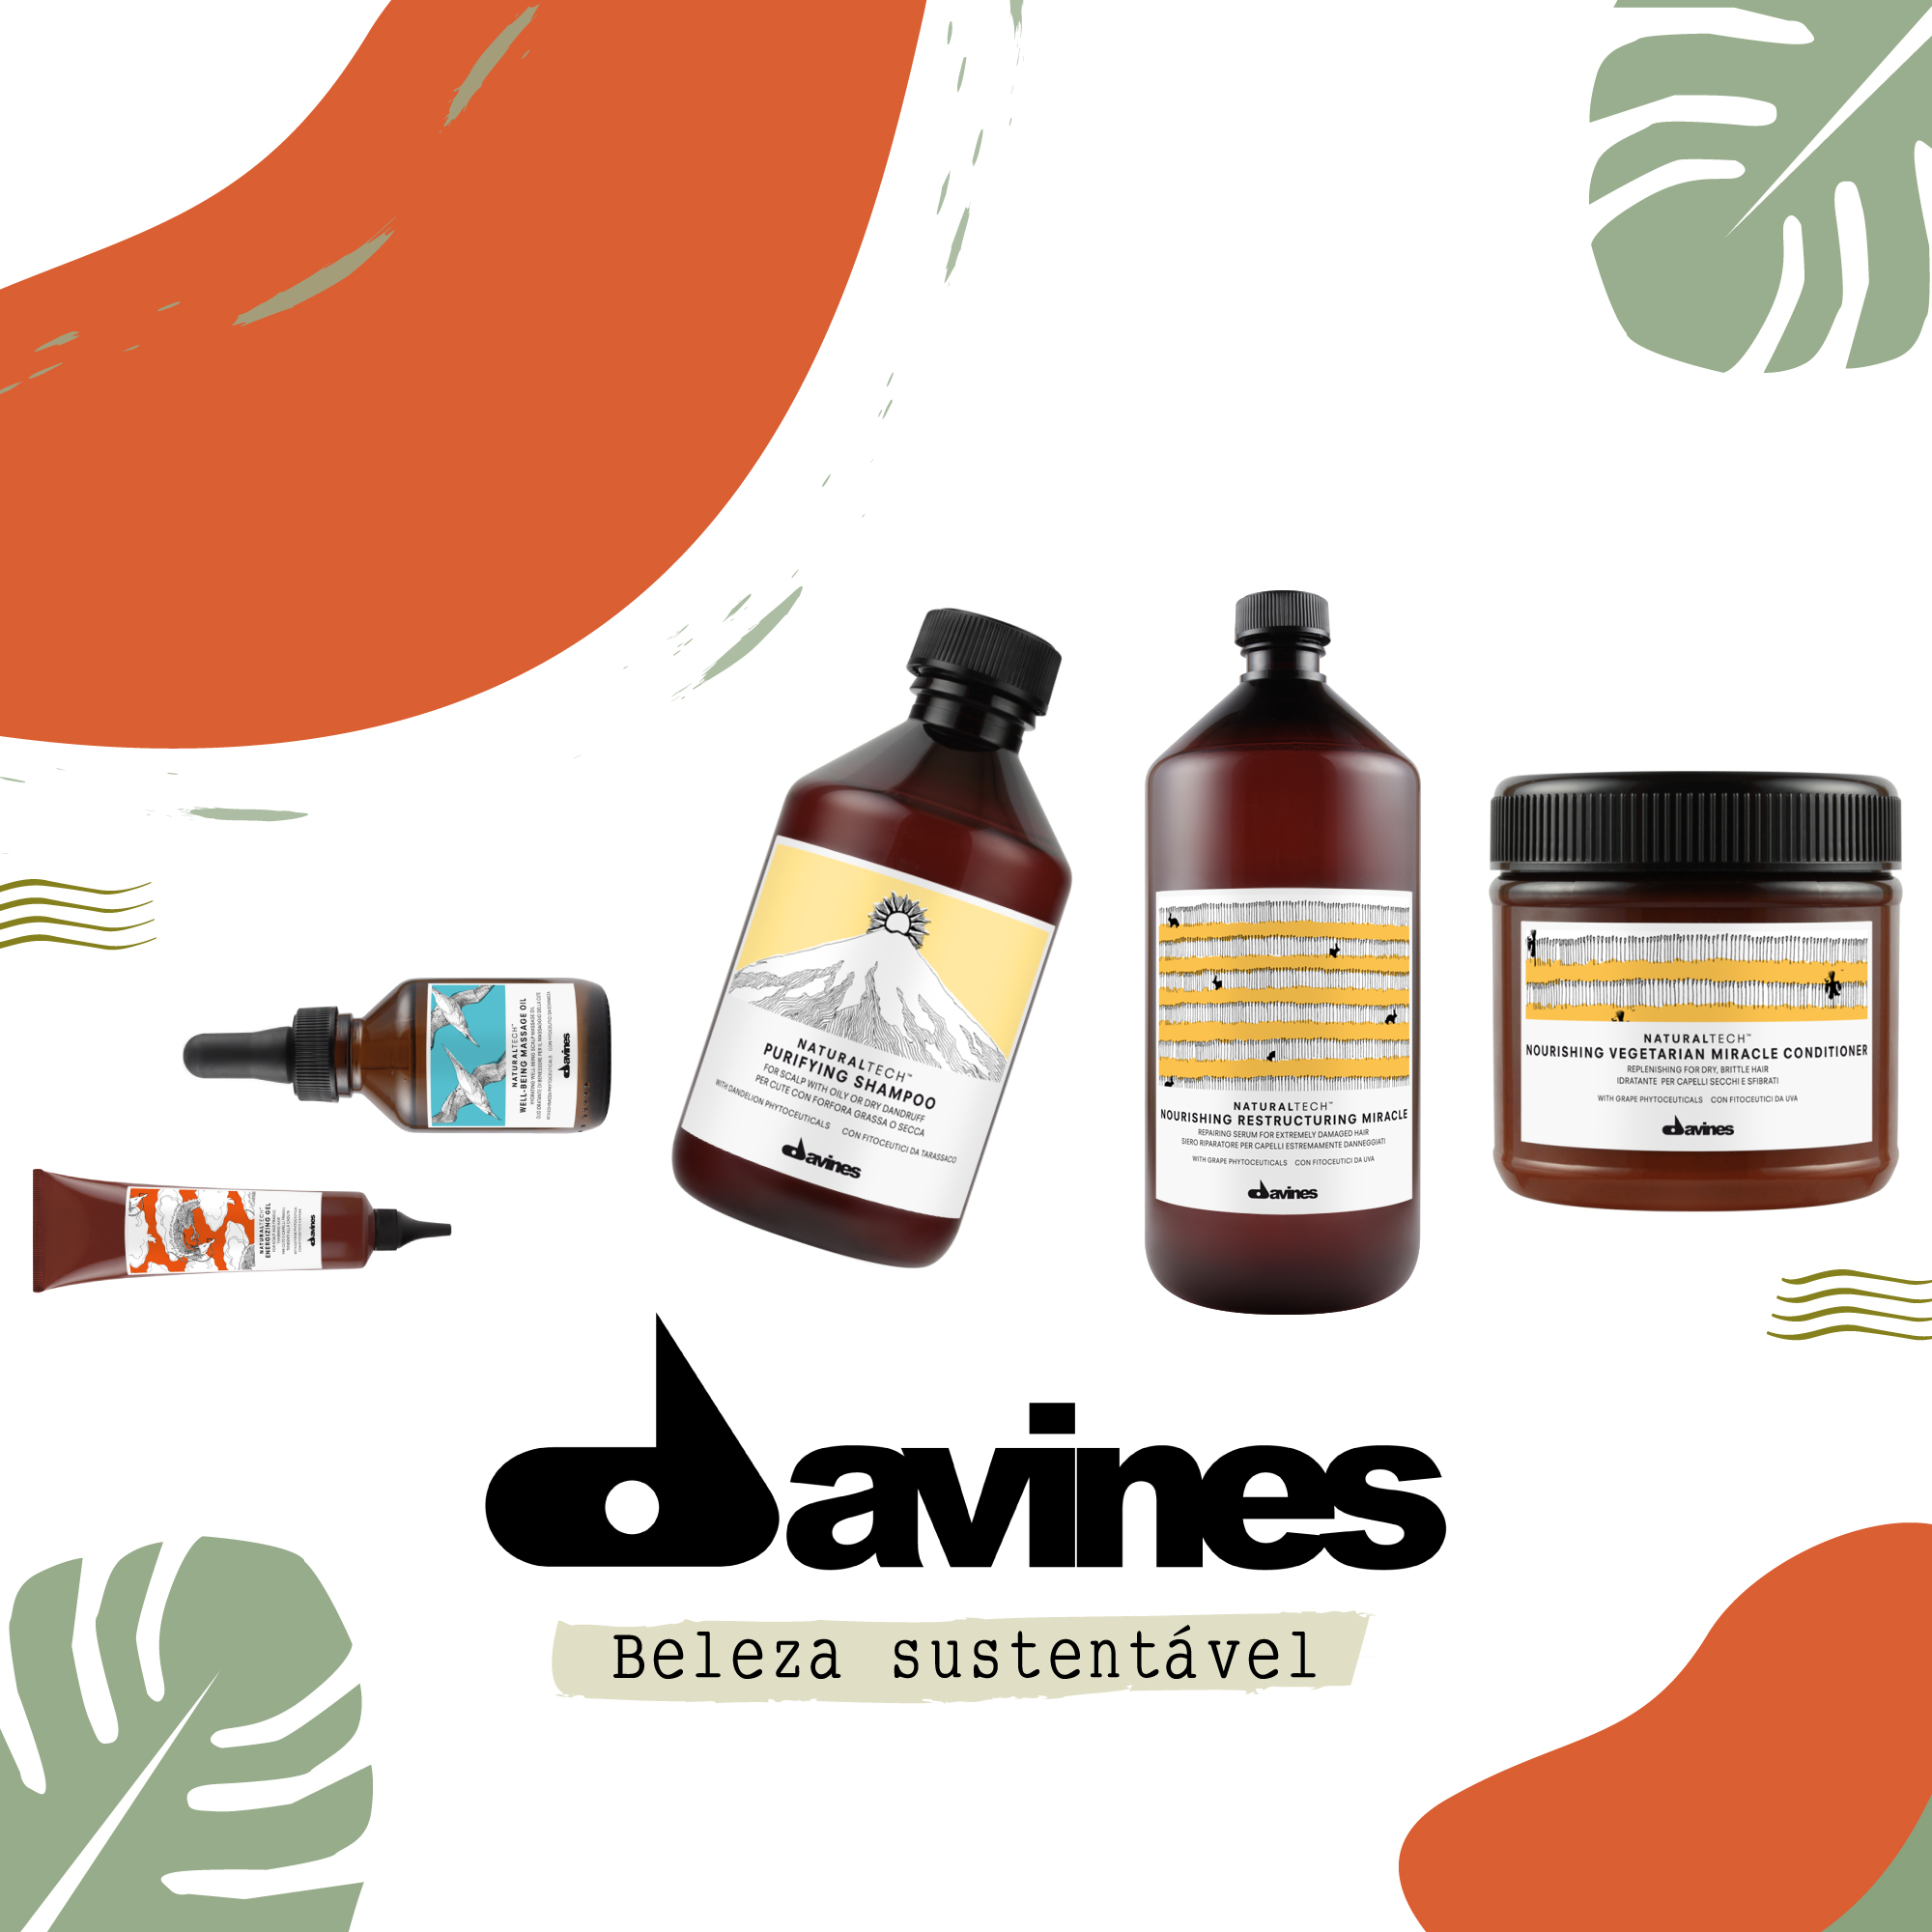 NATURALTECH™
WELL-BEING MASSAGE OIL
davines
NATURALTECH™
ENERGIZING GEL
davines
NATURALTECH™
PURIFYING SHAMPOO
FOR SCALP WITH OILY OR DRY DANDRUFF
PER CUTE CON FORFORA GRASSA O SECCA
WITH DANDELION PHYTOCEUTICALS CON FITOCEUTICI DA TARASSACO
davines
NATURALTECH™
NOURISHING RESTRUCTURING MIRACLE
REPAIRING SERUM FOR EXTREMELY DAMAGED HAIR
SIERO RIPARATORE PER CAPELLI ESTREMAMENTE DANNEGGIATI
WITH GRAPE PHYTOCEUTICALS CON FITOCEUTICI DA UVA
davines
NATURALTECH™
NOURISHING VEGETARIAN MIRACLE CONDITIONER
REPLENISHING FOR DRY, BRITTLE HAIR
IDRATANTE PER CAPELLI SECCHI E SFIBRATI
WITH GRAPE PHYTOCEUTICALS CON FITOCEUTICI DA UVA
davines
davines
Beleza sustentável